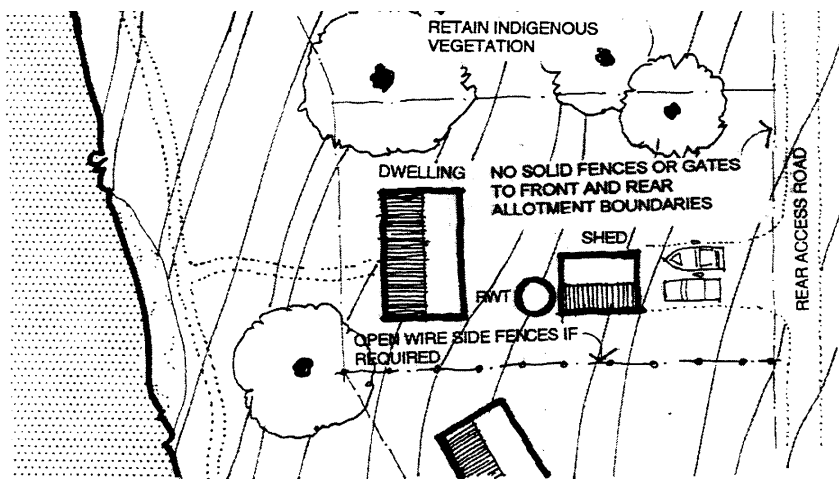 RETAIN INDIGENOUS
VEGETATION
DWELLING
NO SOLID FENCES OR GATES
TO FRONT AND REAR
ALLOTMENT BOUNDARIES
REAR ACCESS ROAD
SHED
RWT
OPEN WIRE SIDE FENCES IF
REQUIRED